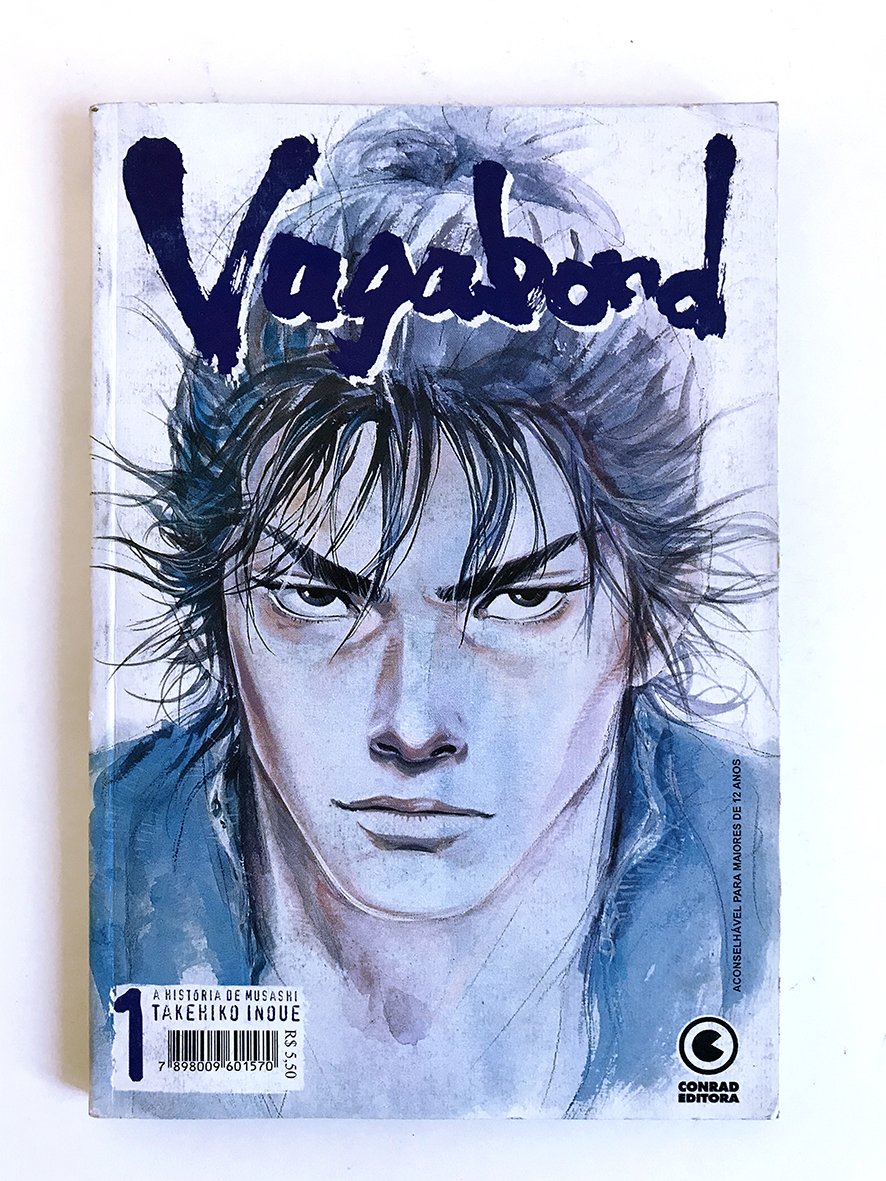 Vagabond
ACONSELHÁVEL PARA MAIORES DE 12 ANOS
1
A HISTÓRIA DE MUSASHI
TAKEHIKO INOUE
R$ 5,50
7 898009 601570
CONRAD
EDITORA